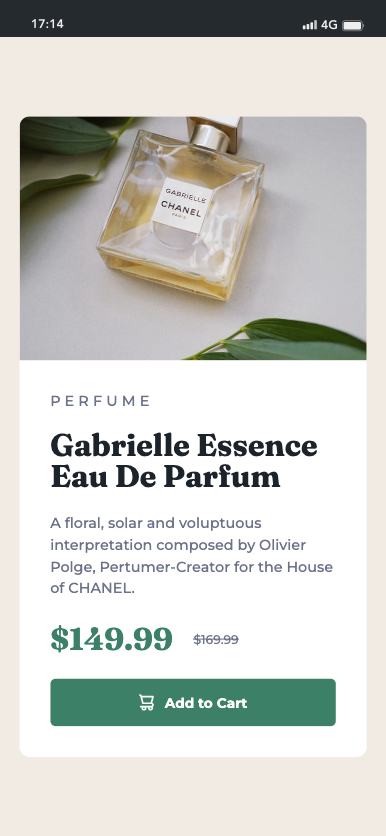 17:14
4G
GABRIELLE
CHANEL
PARIS
PERFUME
Gabrielle Essence
Eau De Parfum
A floral, solar and voluptuous
interpretation composed by Olivier
Polge, Pertumer-Creator for the House
of CHANEL.
$149.99 $169.99
Add to Cart